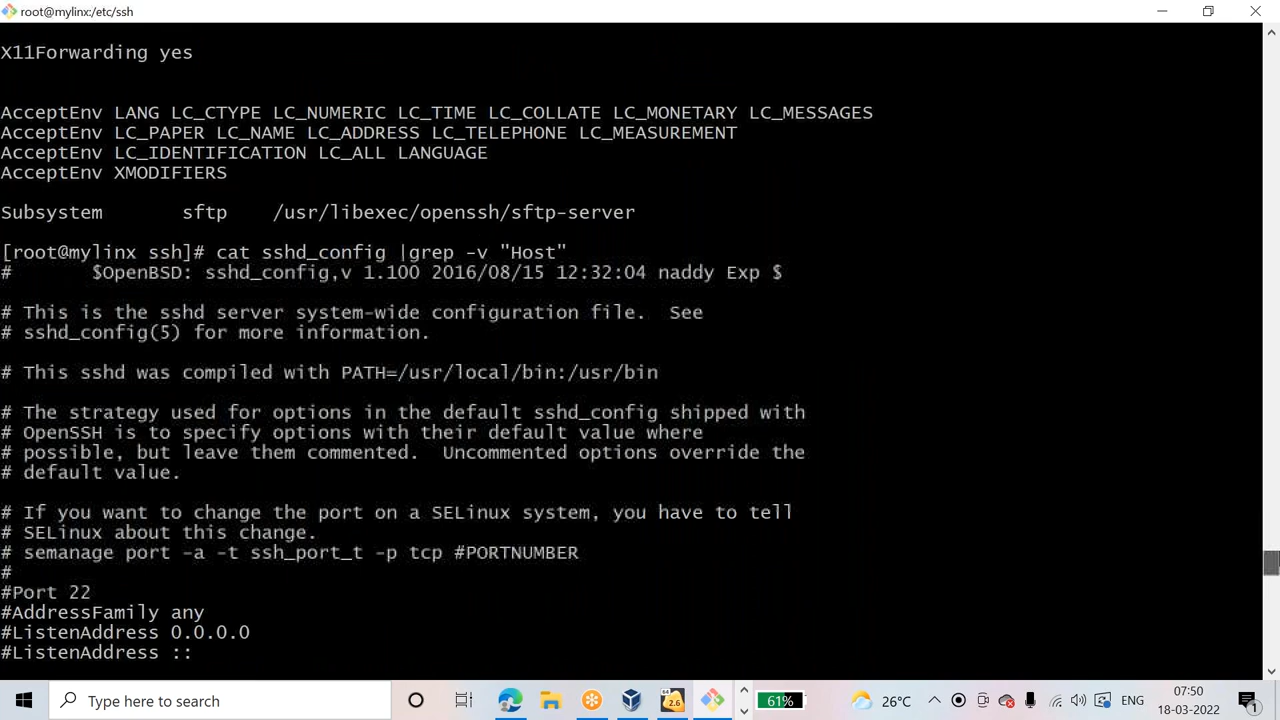 root@mylinx:/etc/ssh
X11Forwarding yes
AcceptEnv LANG LC_CTYPE LC_NUMERIC LC_TIME LC_COLLATE LC_MONETARY LC_MESSAGES
AcceptEnv LC_PAPER LC_NAME LC_ADDRESS LC_TELEPHONE LC_MEASUREMENT
AcceptEnv LC_IDENTIFICATION LC_ALL LANGUAGE
AcceptEnv XMODIFIERS
Subsystem       sftp    /usr/libexec/openssh/sftp-server
[root@mylinx ssh]# cat sshd_config |grep -v "Host"
#       $OpenBSD: sshd_config,v 1.100 2016/08/15 12:32:04 naddy Exp $
# This is the sshd server system-wide configuration file.  See
# sshd_config(5) for more information.
# This sshd was compiled with PATH=/usr/local/bin:/usr/bin
# The strategy used for options in the default sshd_config shipped with
# OpenSSH is to specify options with their default value where
# possible, but leave them commented.  Uncommented options override the
# default value.
# If you want to change the port on a SELinux system, you have to tell
# SELinux about this change.
# semanage port -a -t ssh_port_t -p tcp #PORTNUMBER
#
#Port 22
#AddressFamily any
#ListenAddress 0.0.0.0
#ListenAddress ::
Type here to search
64
2.6
61%
26°C
ENG
07:50
18-03-2022
1